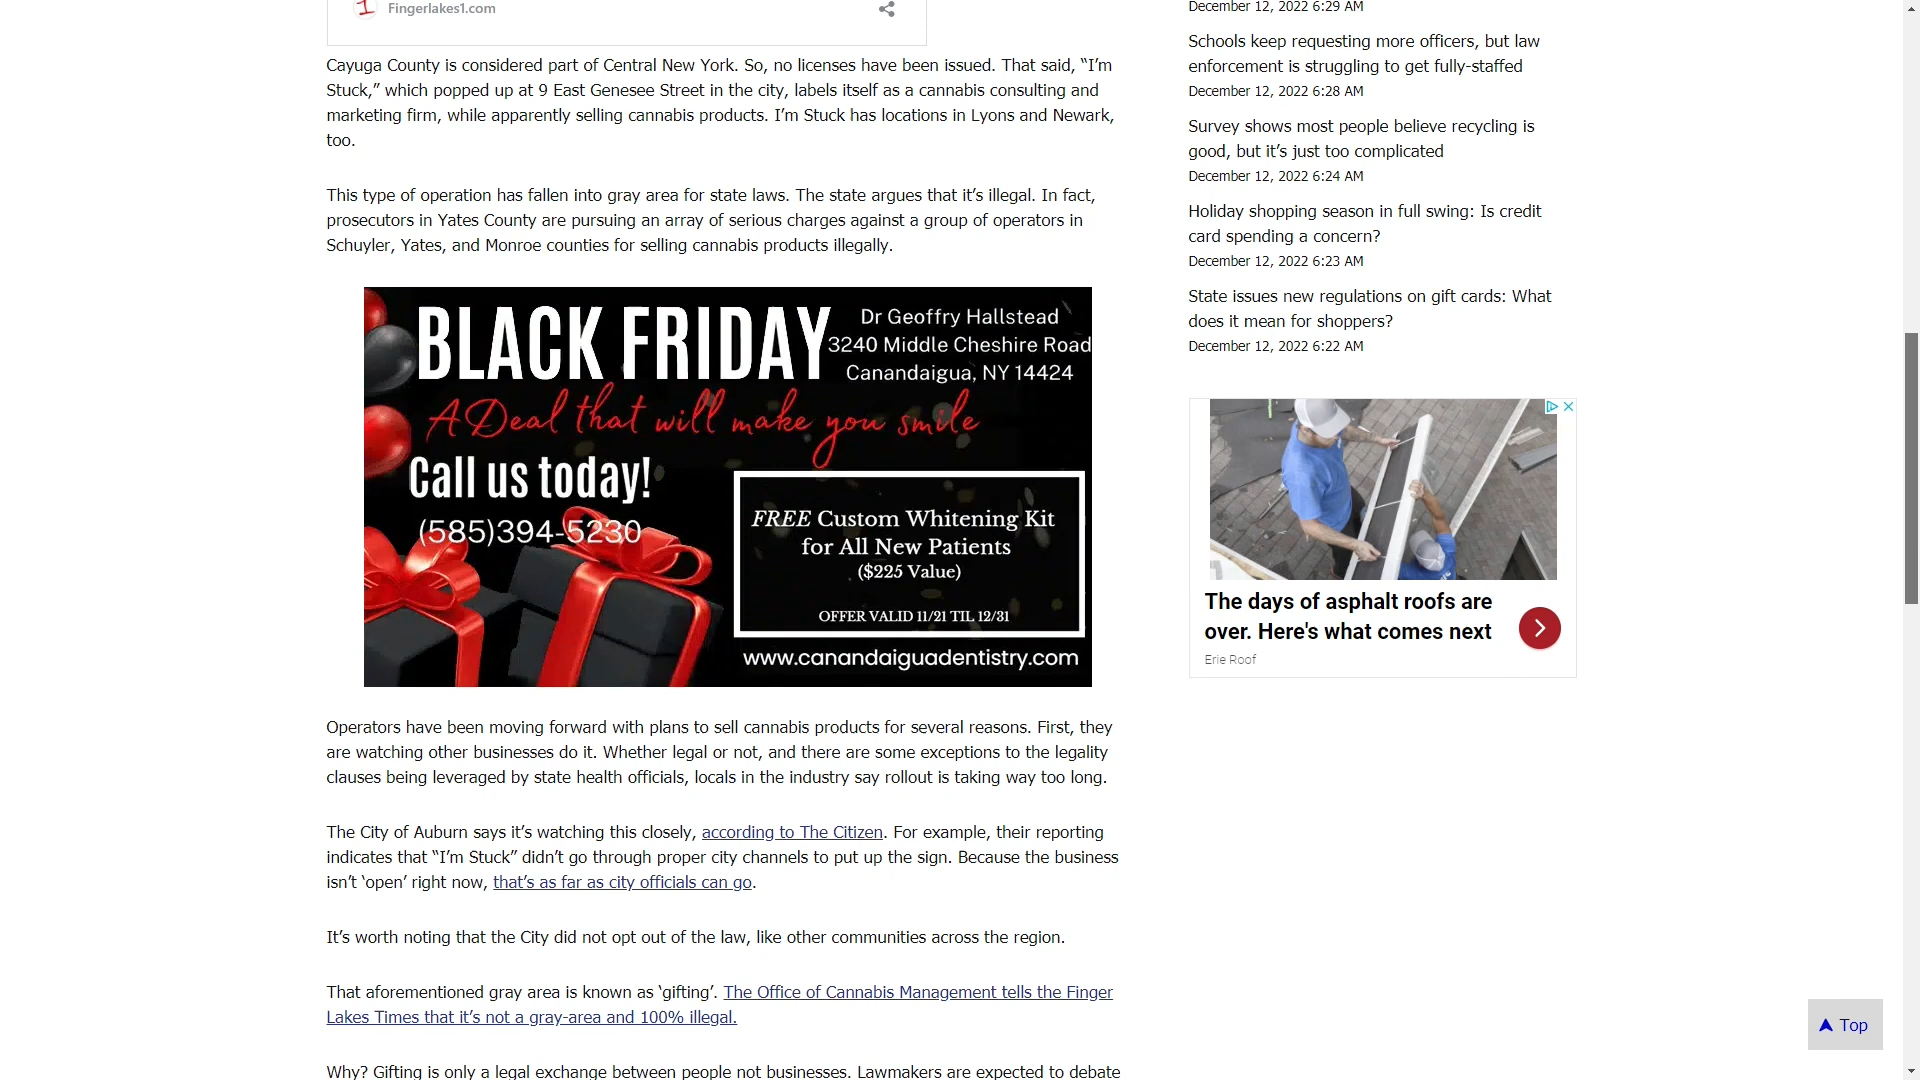 Fingerlakes1.com
Cayuga County is considered part of Central New York. So, no licenses have been issued. That said, “I’m
Stuck,” which popped up at 9 East Genesee Street in the city, labels itself as a cannabis consulting and
marketing firm, while apparently selling cannabis products. I’m Stuck has locations in Lyons and Newark,
too.
This type of operation has fallen into gray area for state laws. The state argues that it’s illegal. In fact,
prosecutors in Yates County are pursuing an array of serious charges against a group of operators in
Schuyler, Yates, and Monroe counties for selling cannabis products illegally.
BLACK FRIDAY
Dr Geoffry Hallstead
3240 Middle Cheshire Road
Canandaigua, NY 14424
A Deal that will make you smile
Call us today!
(585)394-5230
FREE Custom Whitening Kit
for All New Patients
($225 Value)
OFFER VALID 11/21 TIL 12/31
www.canandaiguadentistry.com
Operators have been moving forward with plans to sell cannabis products for several reasons. First, they
are watching other businesses do it. Whether legal or not, and there are some exceptions to the legality
clauses being leveraged by state health officials, locals in the industry say rollout is taking way too long.
The City of Auburn says it’s watching this closely, according to The Citizen. For example, their reporting
indicates that “I’m Stuck” didn’t go through proper city channels to put up the sign. Because the business
isn’t ‘open’ right now, that’s as far as city officials can go.
It’s worth noting that the City did not opt out of the law, like other communities across the region.
That aforementioned gray area is known as ‘gifting’. The Office of Cannabis Management tells the Finger
Lakes Times that it’s not a gray-area and 100% illegal.
Why? Gifting is only a legal exchange between people not businesses. Lawmakers are expected to debate
December 12, 2022 6:29 AM
Schools keep requesting more officers, but law
enforcement is struggling to get fully-staffed
December 12, 2022 6:28 AM
Survey shows most people believe recycling is
good, but it’s just too complicated
December 12, 2022 6:24 AM
Holiday shopping season in full swing: Is credit
card spending a concern?
December 12, 2022 6:23 AM
State issues new regulations on gift cards: What
does it mean for shoppers?
December 12, 2022 6:22 AM
The days of asphalt roofs are
over. Here's what comes next
Erie Roof
Top